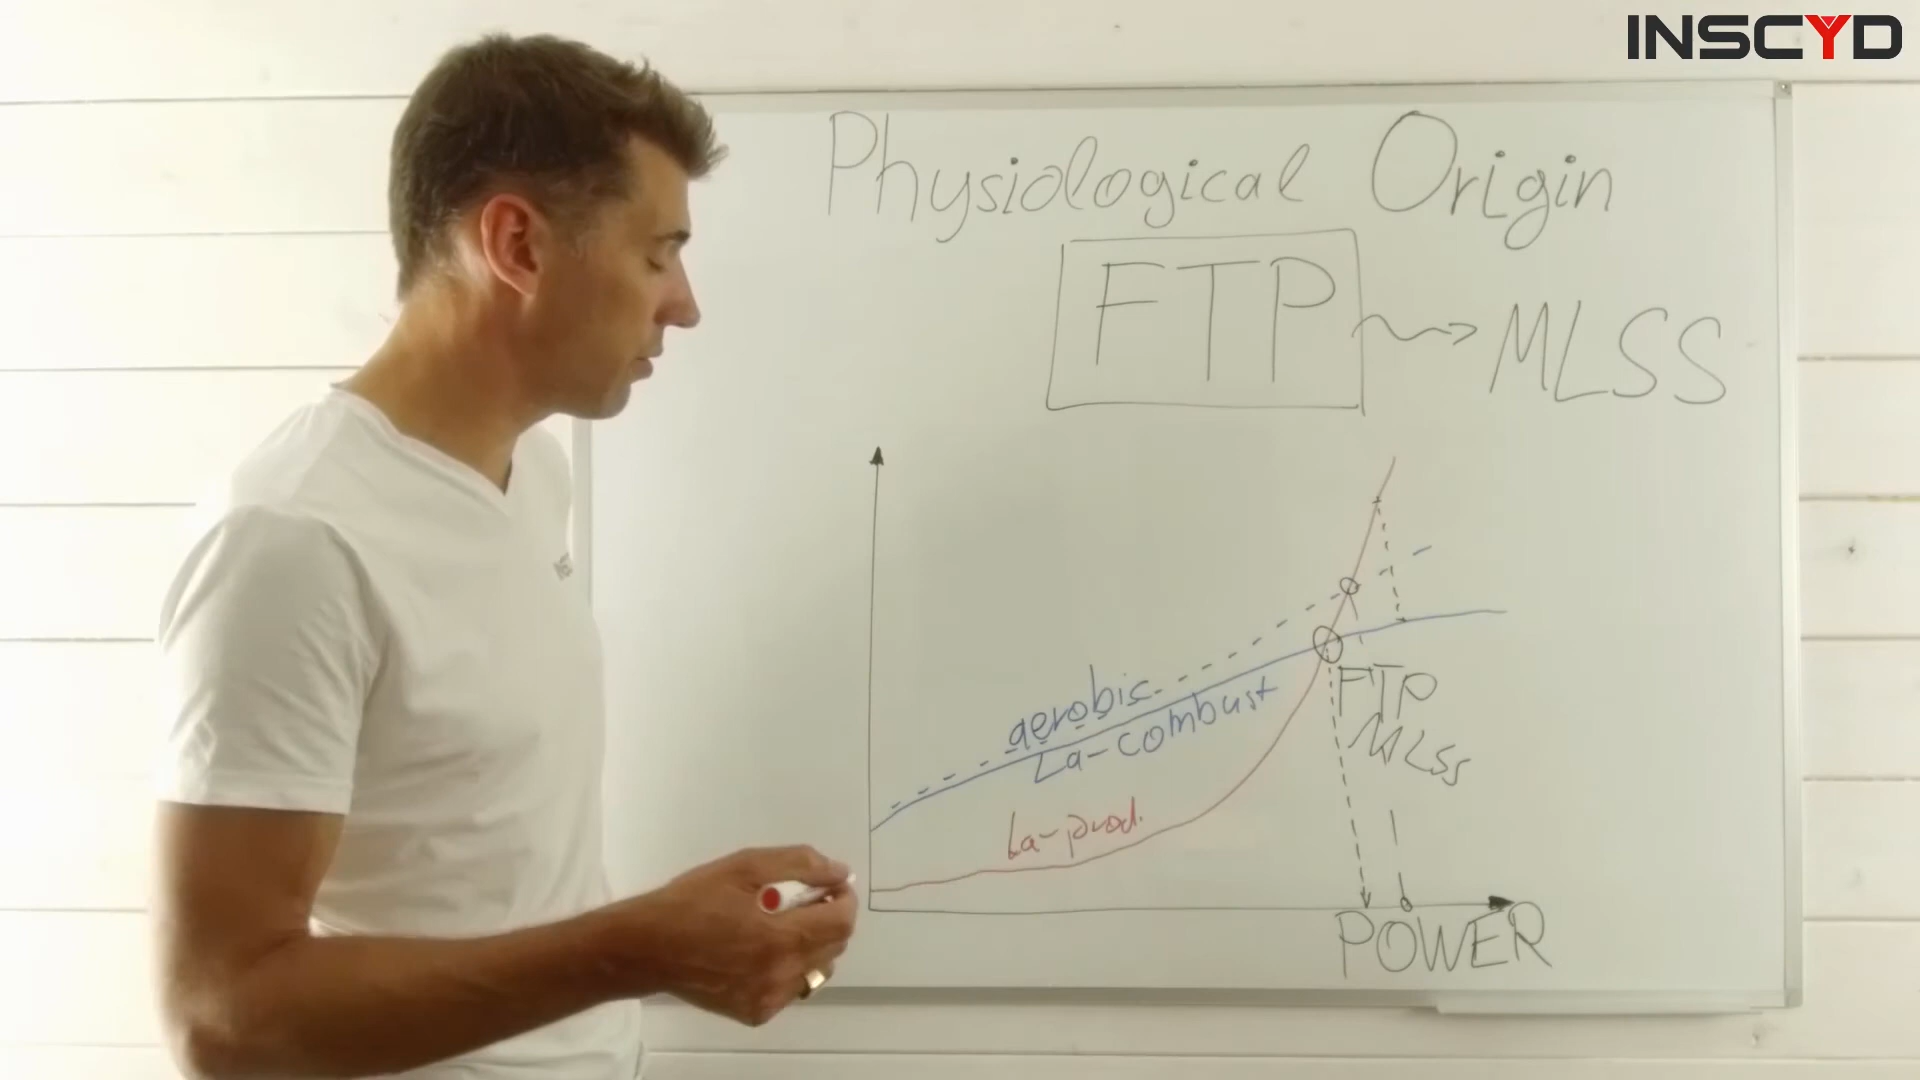 INSCYD
Physiological Origin
FTP
MLSS
aerobic
La-combust
La-prod.
FTP
MLSS
POWER